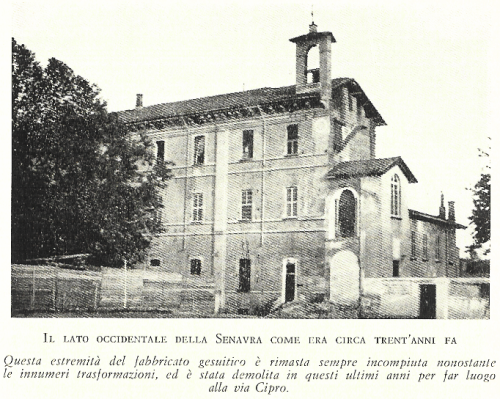 Il lato occidentale della Senavra come era circa trent'anni fa
Questa estremità del fabbricato gesuitico è rimasta sempre incompiuta nonostante
le innumeri trasformazioni, ed è stata demolita in questi ultimi anni per far luogo
alla via Cipro.